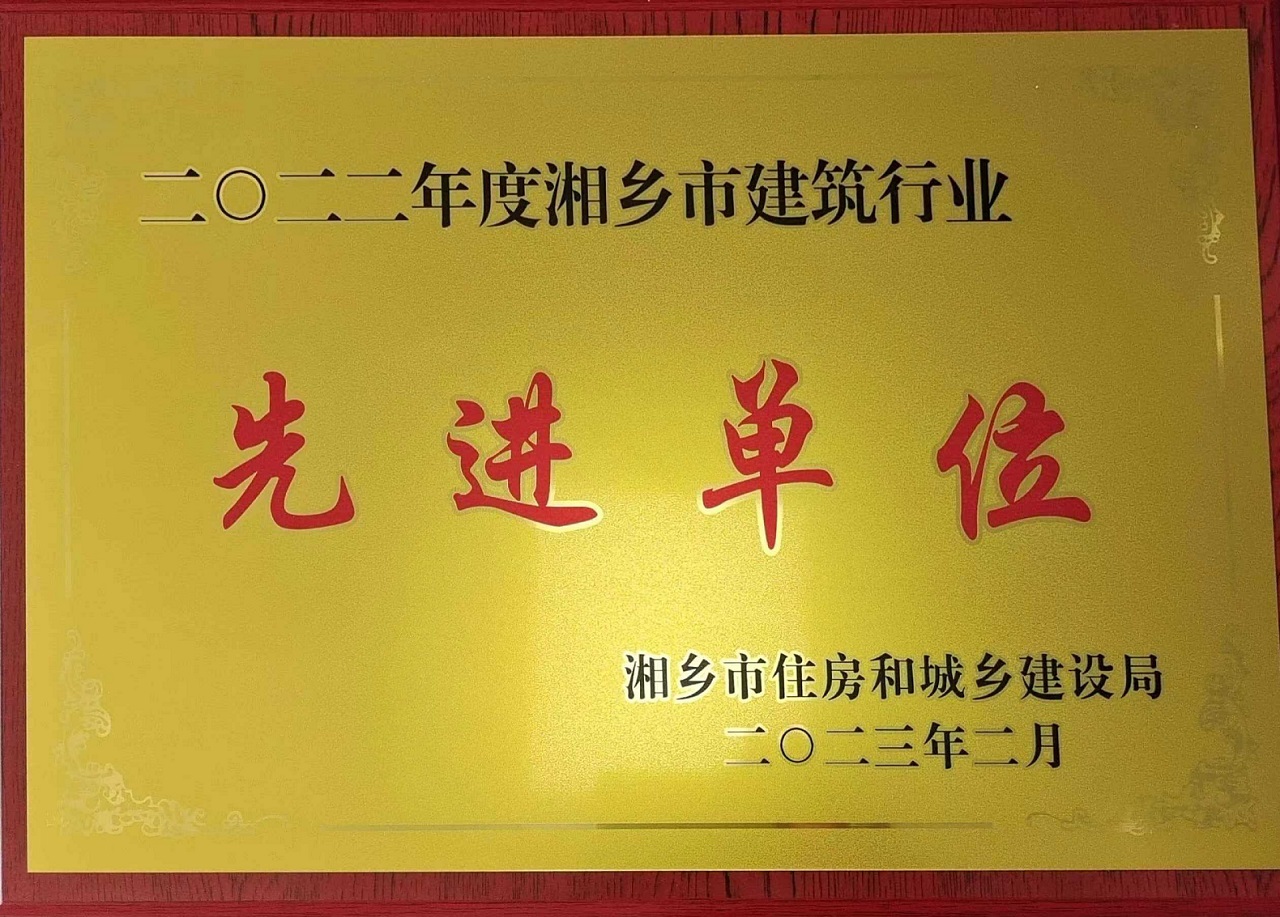 二〇二二年度湘乡市建筑行业
先进单位
湘乡市住房和城乡建设局
二〇二三年二月